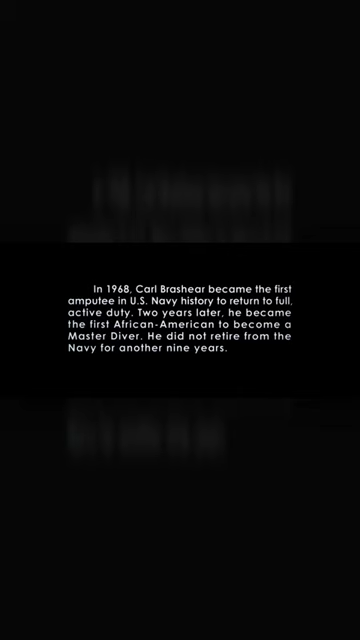 In 1968, Carl Brashear became the first
amputee in U.S. Navy history to return to full,
active duty. Two years later, he became
the first African-American to become a
Master Diver. He did not retire from the
Navy for another nine years.